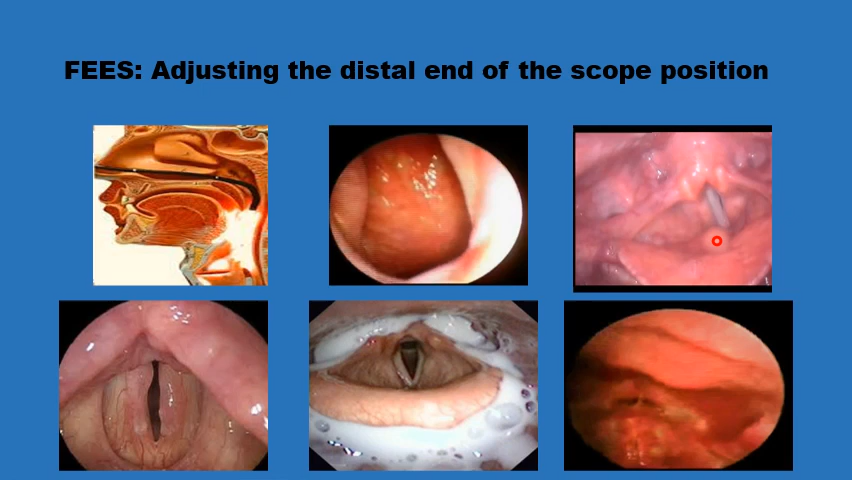 FEES: Adjusting the distal end of the scope position